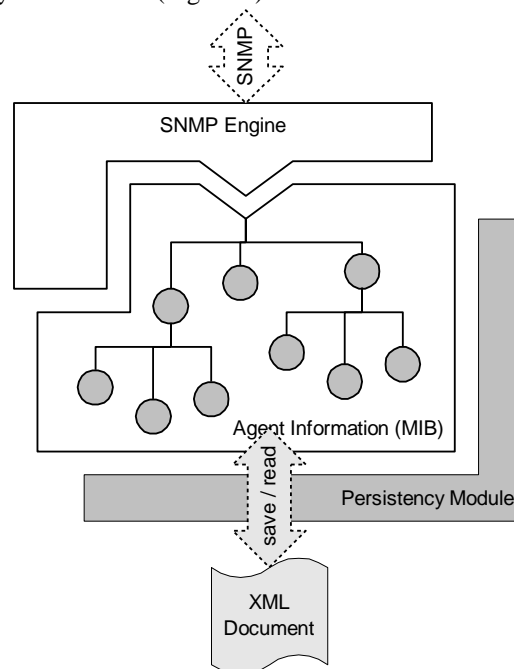 SNMP
SNMP Engine
Agent Information (MIB)
save / read
Persistency Module
XML
Document